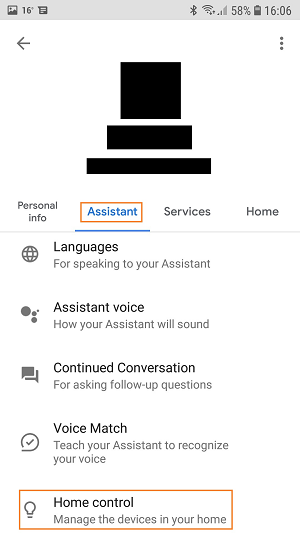 16° 58% 16:06
Personal info
Assistant
Services
Home
Languages
For speaking to your Assistant
Assistant voice
How your Assistant will sound
Continued Conversation
For asking follow-up questions
Voice Match
Teach your Assistant to recognize
your voice
Home control
Manage the devices in your home